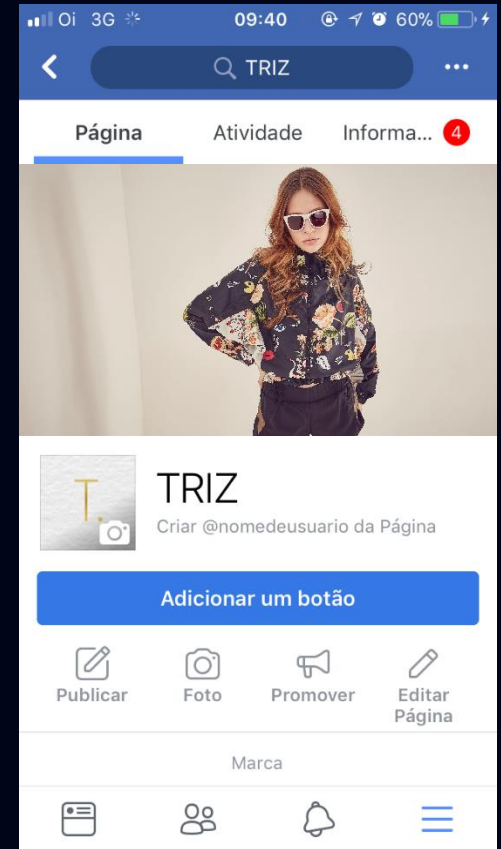 Oi 3G 09:40 60%
TRIZ
Página Atividade Informa... 4
T.
TRIZ
Criar @nomedeusuario da Página
Adicionar um botão
Publicar Foto Promover Editar Página
Marca